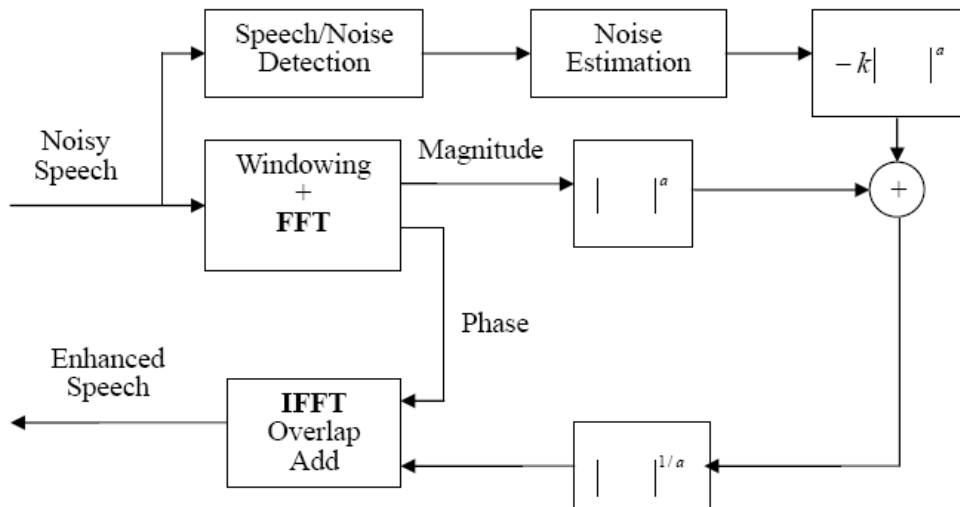 Speech/Noise
Detection
Noise
Estimation
− k| |^a
Noisy
Speech
Windowing
+
FFT
Magnitude
| |^a
+
Phase
Enhanced
Speech
IFFT
Overlap
Add
| |^1/a